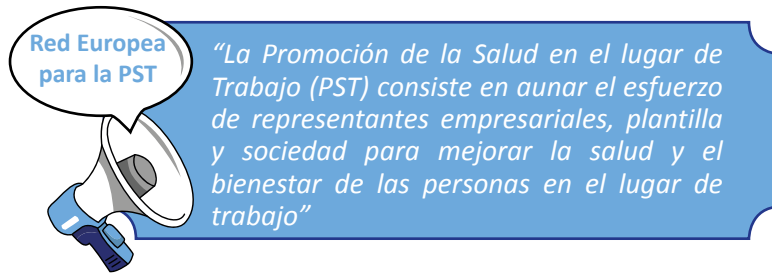 Red Europea
para la PST
“La Promoción de la Salud en el lugar de
Trabajo (PST) consiste en aunar el esfuerzo
de representantes empresariales, plantilla
y sociedad para mejorar la salud y el
bienestar de las personas en el lugar de
trabajo”